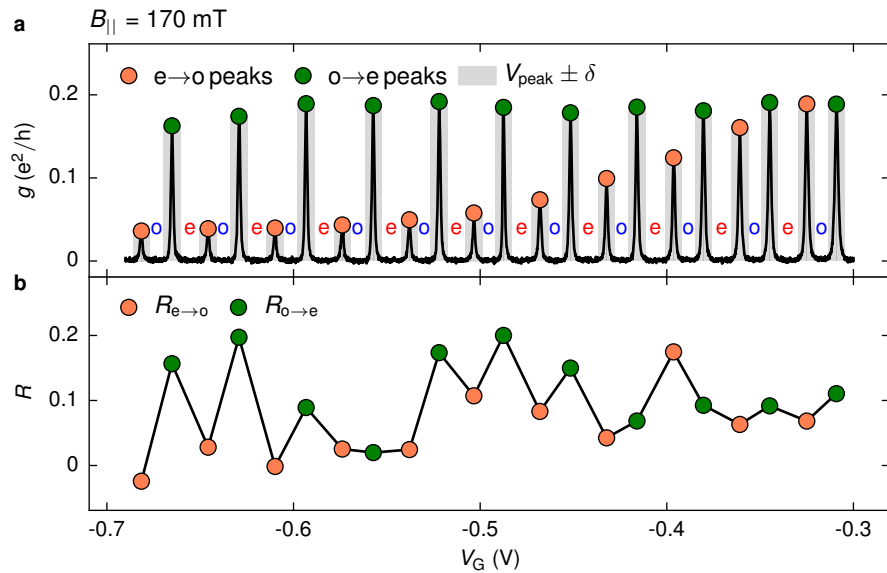 a B|| = 170 mT
e→o peaks o→e peaks Vpeak ± δ
0.2
g (e²/h)
0.1
o e o e o e o e o e o e o e o e o e o e o
0
b
Re→o Ro→e
0.2
R
0.1
0
-0.7 -0.6 -0.5 -0.4 -0.3
VG (V)